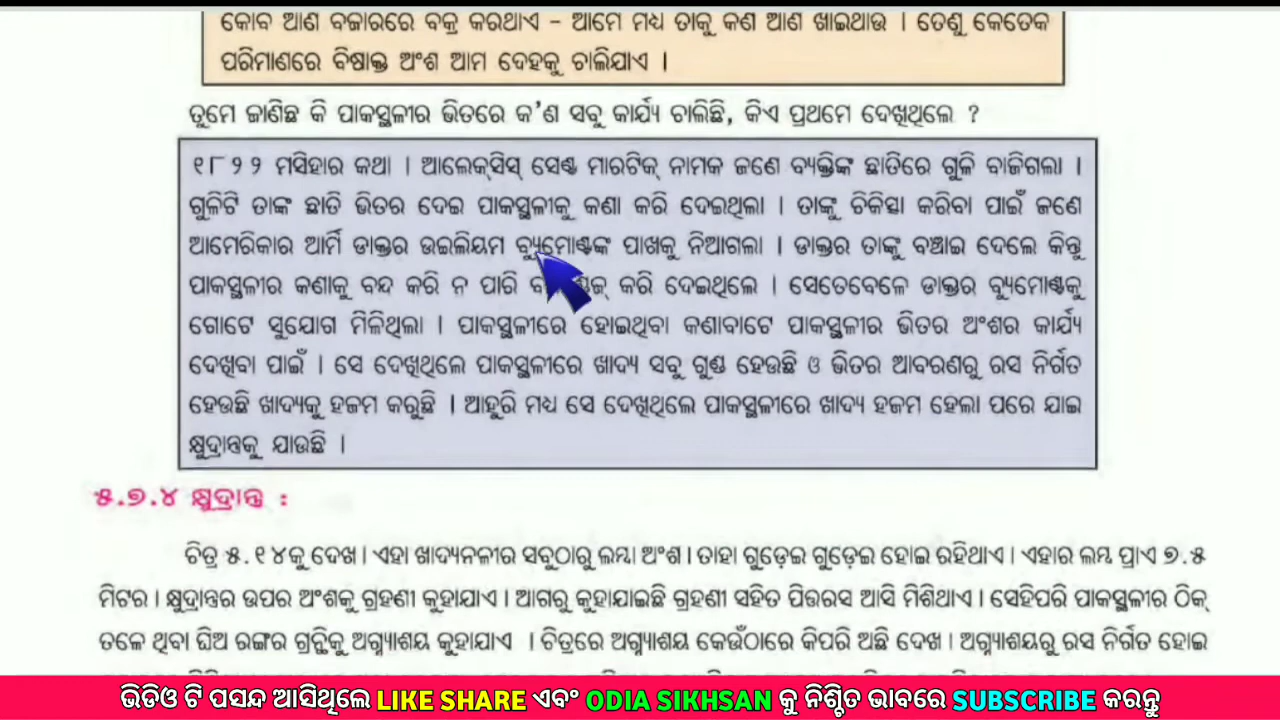 କୋବି ଆଣି ବଜାରରେ ବିକ୍ରି କରିଥାଏ – ଆମେ ମଧ୍ୟ ତାକୁ କିଣି ଆଣି ଖାଇଥାଉ । ତେଣୁ କେତେକ
ପରିମାଣରେ ବିଷାକ୍ତ ଅଂଶ ଆମ ଦେହକୁ ଚାଲିଯାଏ ।
ତୁମେ ଜାଣିଛ କି ପାକସ୍ଥଳୀର ଭିତରେ କ'ଣ ସବୁ କାର୍ଯ୍ୟ ଚାଲିଛି, କିଏ ପ୍ରଥମେ ଦେଖିଥିଲେ ?
୧୮୨୨ ମସିହାର କଥା । ଆଲେକ୍‌ସିସ୍ ସେଣ୍ଟ ମାରଟିକ୍ ନାମକ ଜଣେ ବ୍ୟକ୍ତିଙ୍କ ଛାତିରେ ଗୁଳି ବାଜିଗଲା ।
ଗୁଳିଟି ତାଙ୍କ ଛାତି ଭିତର ଦେଇ ପାକସ୍ଥଳୀକୁ କଣା କରି ଦେଇଥିଲା । ତାଙ୍କୁ ଚିକିତ୍ସା କରିବା ପାଇଁ ଜଣେ
ଆମେରିକାର ଆର୍ମି ଡାକ୍ତର ଉଇଲିୟମ ବ୍ୟୁମୋଣ୍ଟଙ୍କ ପାଖକୁ ନିଆଗଲା । ଡାକ୍ତର ତାଙ୍କୁ ବଞ୍ଚାଇ ଦେଲେ କିନ୍ତୁ
ପାକସ୍ଥଳୀର କଣାକୁ ବନ୍ଦ କରି ନ ପାରି କରି ଦେଇଥିଲେ । ସେତେବେଳେ ଡାକ୍ତର ବ୍ୟୁମୋଣ୍ଟକୁ
ଗୋଟେ ସୁଯୋଗ ମିଳିଥିଲା । ପାକସ୍ଥଳୀରେ ହୋଇଥିବା କଣାବାଟେ ପାକସ୍ଥଳୀର ଭିତର ଅଂଶର କାର୍ଯ୍ୟ
ଦେଖିବା ପାଇଁ । ସେ ଦେଖିଥିଲେ ପାକସ୍ଥଳୀରେ ଖାଦ୍ୟ ସବୁ ଗୁଣ୍ଡ ହେଉଛି ଓ ଭିତର ଆବରଣରୁ ରସ ନିର୍ଗତ
ହେଉଛି ଖାଦ୍ୟକୁ ହଜମ କରୁଛି । ଆହୁରି ମଧ୍ୟ ସେ ଦେଖିଥିଲେ ପାକସ୍ଥଳୀରେ ଖାଦ୍ୟ ହଜମ ହେଲା ପରେ ଯାଇ
କ୍ଷୁଦ୍ରାନ୍ତ୍ରକୁ ଯାଉଛି ।
୫.୭.୪ କ୍ଷୁଦ୍ରାନ୍ତ୍ର :
ଚିତ୍ର ୫.୧୪କୁ ଦେଖ । ଏହା ଖାଦ୍ୟନଳୀର ସବୁଠାରୁ ଲମ୍ବା ଅଂଶ । ତାହା ଗୁଡ଼େଇ ଗୁଡ଼େଇ ହୋଇ ରହିଥାଏ । ଏହାର ଲମ୍ବ ପ୍ରାଏ ୭.୫
ମିଟର । କ୍ଷୁଦ୍ରାନ୍ତ୍ରର ଉପର ଅଂଶକୁ ଗ୍ରହଣୀ କୁହାଯାଏ । ଆଗରୁ କୁହାଯାଇଛି ଗ୍ରହଣୀ ସହିତ ପିତ୍ତରସ ଆସି ମିଶିଥାଏ । ସେହିପରି ପାକସ୍ଥଳୀର ଠିକ୍
ତଳେ ଥିବା ଘିଅ ରଙ୍ଗର ଗ୍ରନ୍ଥିକୁ ଅଗ୍ନ୍ୟାଶୟ କୁହାଯାଏ । ଚିତ୍ରରେ ଅଗ୍ନ୍ୟାଶୟ କେଉଁଠାରେ କିପରି ଅଛି ଦେଖ । ଅଗ୍ନ୍ୟାଶୟରୁ ରସ ନିର୍ଗତ ହୋଇ
ଭିଡିଓ ଟି ପସନ୍ଦ ଆସିଥିଲେ LIKE SHARE ଏବଂ ODIA SIKHSAN କୁ ନିଶ୍ଚିତ ଭାବରେ SUBSCRIBE କରନ୍ତୁ